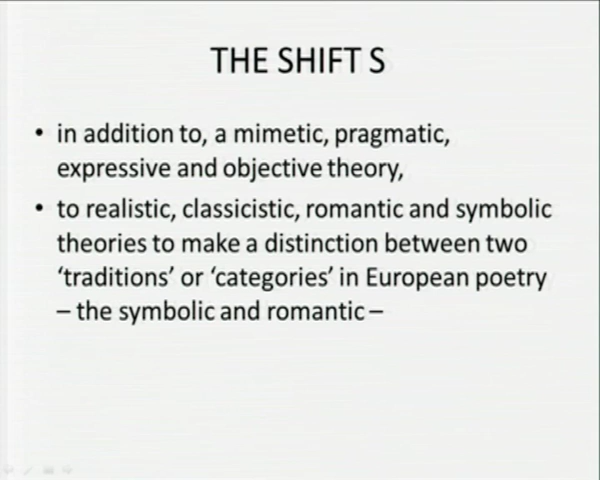 THE SHIFT S
• in addition to, a mimetic, pragmatic,
expressive and objective theory,
• to realistic, classicistic, romantic and symbolic
theories to make a distinction between two
‘traditions’ or ‘categories’ in European poetry
– the symbolic and romantic –